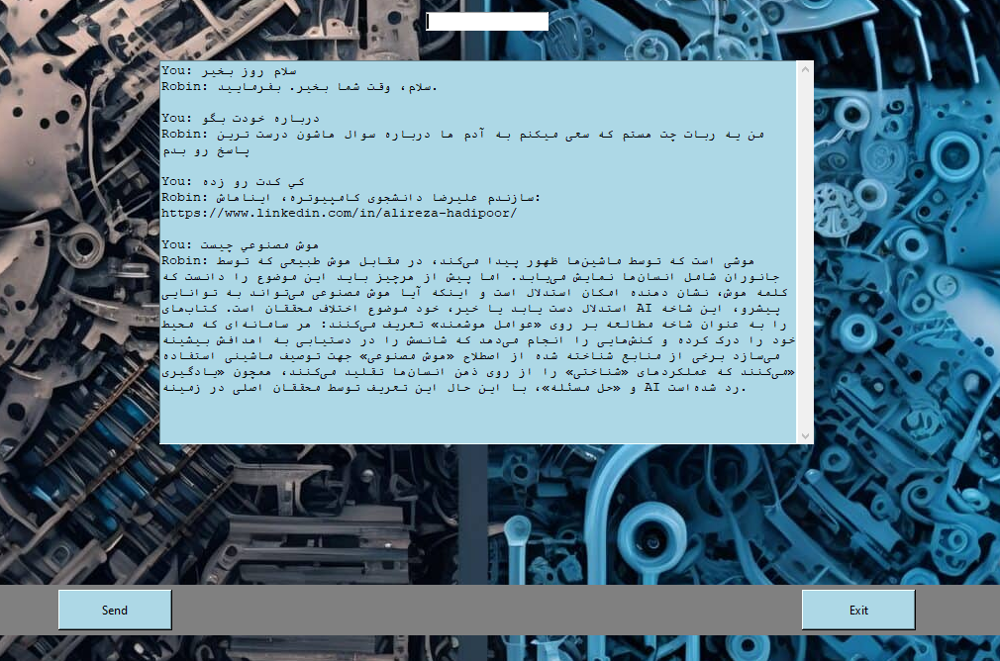 You: سلام روز بخیر
Robin: سلام، وقت شما بخیر. بفرمایید.
You: درباره خودت بگو
Robin: من یه ربات چت هستم که سعی میکنم به آدم ها درباره سوال هاشون درست ترین
پاسخ رو بدم
You: کي کدت رو زده
Robin: سازندم علیرضا دانشجوی کامپیوتره، ایناهاش:
https://www.linkedin.com/in/alireza-hadipoor/
You: هوش مصنوعي چیست
Robin: هوشی است که توسط ماشین‌ها ظهور پیدا می‌کند، در مقابل هوش طبیعی که توسط
جانوران شامل انسان‌ها نمایش می‌یابد. اما پیش از هرچیز باید این موضوع را دانست که
کلمه هوش، نشان دهنده امکان استدلال است و اینکه آیا هوش مصنوعی می‌تواند به توانایی
استدلال دست یابد یا خیر، خود موضوع اختلاف محققان است. کتاب‌های AI پیشرو، این شاخه
را به عنوان شاخه مطالعه بر روی «عوامل هوشمند» تعریف می‌کنند: هر سامانه‌ای که محیط
خود را درک کرده و کنش‌هایی را انجام می‌دهد که شانسش را در دستیابی به اهدافش بیشینه
می‌سازد برخی از منابع شناخته شده از اصطلاح «هوش مصنوعی» جهت توصیف ماشینی استفاده
می‌کنند که عملکردهای «شناختی» را از روی ذهن انسان‌ها تقلید می‌کنند، همچون «یادگیری»
و «حل مسئله»، با این حال این تعریف توسط محققان اصلی در زمینه AI رد شده‌است.
Send
Exit